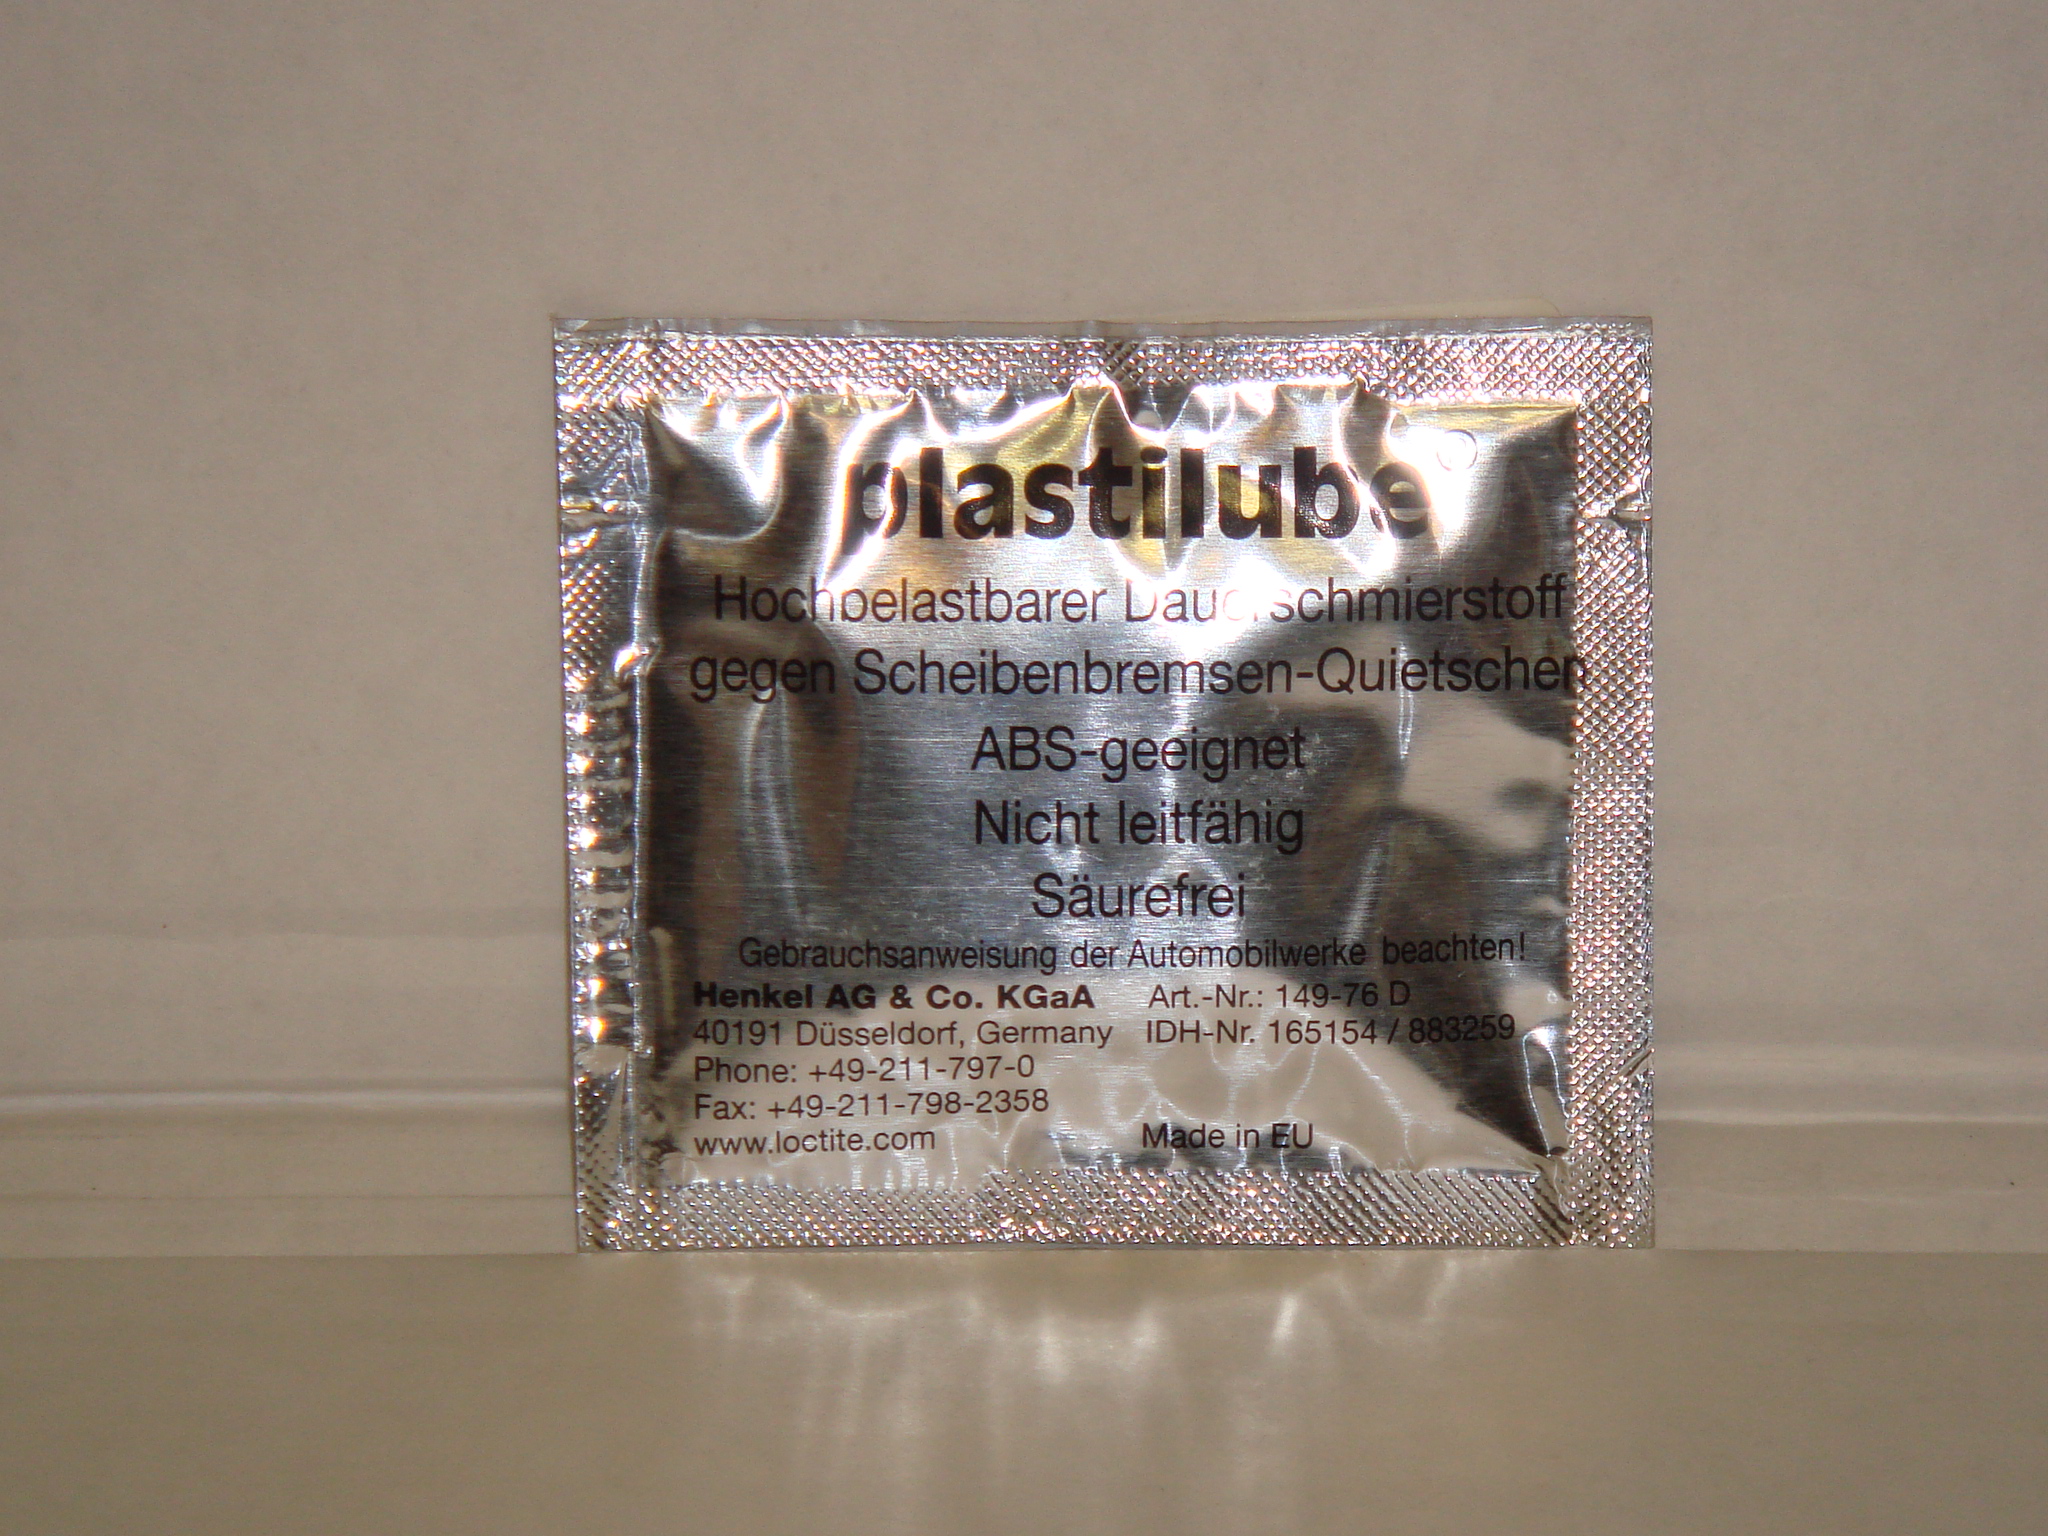 plastilube®
Hochbelastbarer Dauerschmierstoff
gegen Scheibenbremsen-Quietschen
ABS-geeignet
Nicht leitfähig
Säurefrei
Gebrauchsanweisung der Automobilwerke beachten!
Henkel AG & Co. KGaA Art.-Nr.: 149-76 D
40191 Düsseldorf, Germany IDH-Nr. 165154 / 883259
Phone: +49-211-797-0
Fax: +49-211-798-2358
www.loctite.com Made in EU